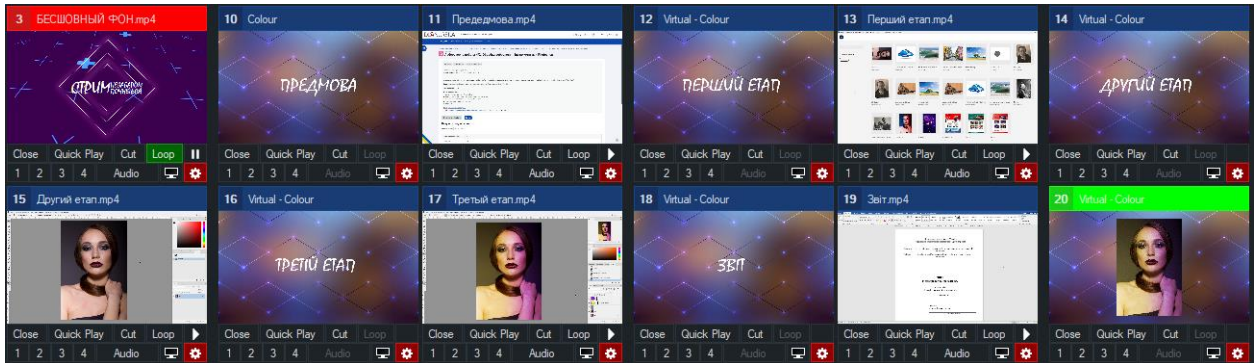 3 БЕСШОВНЫЙ ФОН.mp4
10 Colour
11 Предедмова.mp4
12 Virtual - Colour
13 Перший етап.mp4
14 Virtual - Colour
СТРИМ
ПРЕДМОВА
ПЕРШИЙ ЕТАП
ДРУГИЙ ЕТАП
Close Quick Play Cut Loop
Close Quick Play Cut Loop
Close Quick Play Cut Loop
Close Quick Play Cut Loop
Close Quick Play Cut Loop
Close Quick Play Cut Loop
1 2 3 4 Audio
1 2 3 4 Audio
1 2 3 4 Audio
1 2 3 4 Audio
1 2 3 4 Audio
1 2 3 4 Audio
15 Другий етап.mp4
16 Virtual - Colour
17 Третый етап.mp4
18 Virtual - Colour
19 Звіт.mp4
20 Virtual - Colour
ТРЕТІЙ ЕТАП
ЗВІТ
Close Quick Play Cut Loop
Close Quick Play Cut Loop
Close Quick Play Cut Loop
Close Quick Play Cut Loop
Close Quick Play Cut Loop
Close Quick Play Cut Loop
1 2 3 4 Audio
1 2 3 4 Audio
1 2 3 4 Audio
1 2 3 4 Audio
1 2 3 4 Audio
1 2 3 4 Audio